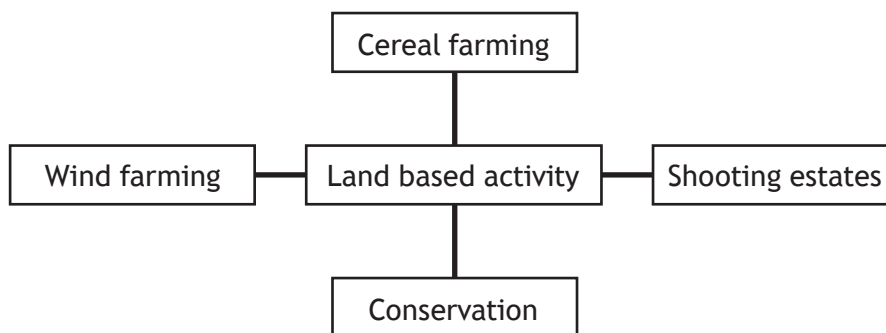 Cereal farming
Wind farming
Land based activity
Shooting estates
Conservation